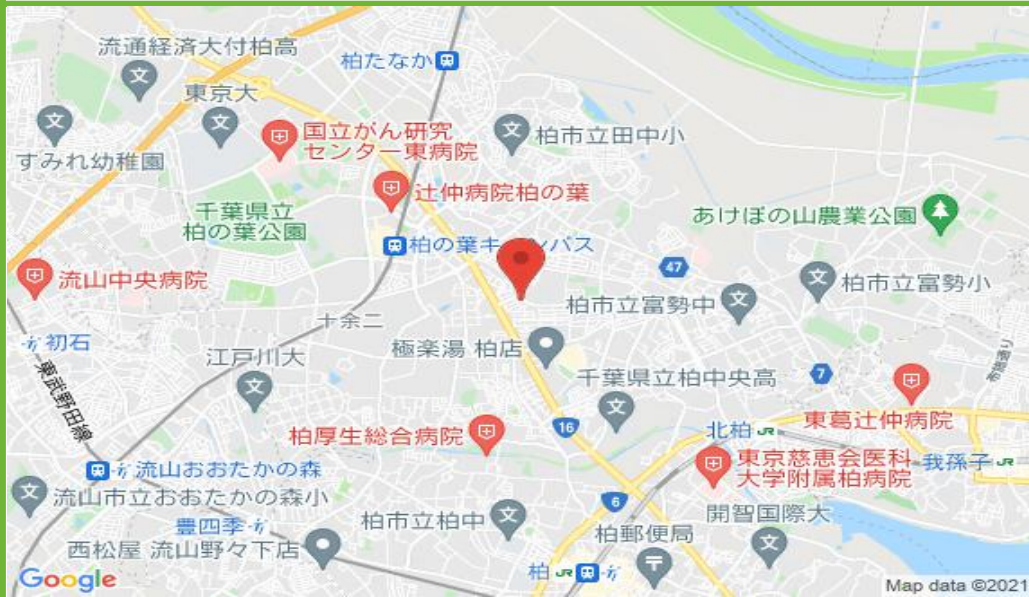 流通経済大付柏高
柏たなか
東京大
国立がん研究
センター東病院
柏市立田中小
すみれ幼稚園
辻仲病院柏の葉
千葉県立
柏の葉公園
あけぼの山農業公園
柏の葉キャンパス
47
流山中央病院
柏市立富勢中
柏市立富勢小
十余二
初石
極楽湯 柏店
江戸川大
東武野田線
千葉県立柏中央高
7
東葛辻仲病院
16
柏厚生総合病院
北柏 JR
東京慈恵会医科
大学附属柏病院
我孫子 JR
流山おおたかの森
流山市立おおたかの森小
6
豊四季
柏市立柏中
柏郵便局
開智国際大
西松屋 流山野々下店
柏 JR
Google
Map data ©2021